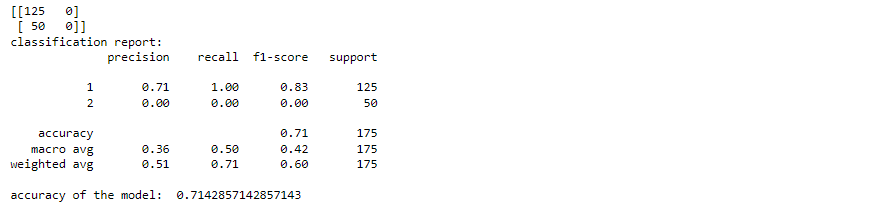 [[125   0]
 [ 50   0]]
classification report:
             precision    recall  f1-score   support

          1       0.71      1.00      0.83       125
          2       0.00      0.00      0.00        50

   accuracy                           0.71       175
  macro avg       0.36      0.50      0.42       175
weighted avg       0.51      0.71      0.60       175

accuracy of the model:  0.7142857142857143